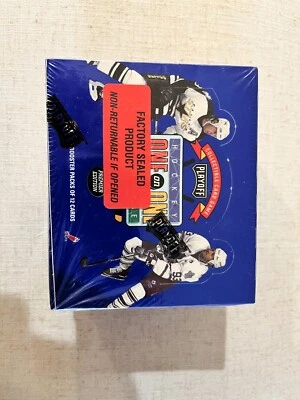 COLLECTIBLE CARD GAME
PLAYOFF
HOCKEY
ONE
on
ONE
PREMIER
EDITION
FACTORY SEALED
PRODUCT
NON-RETURNABLE IF OPENED
BOOSTER PACKS OF 12 CARDS
93